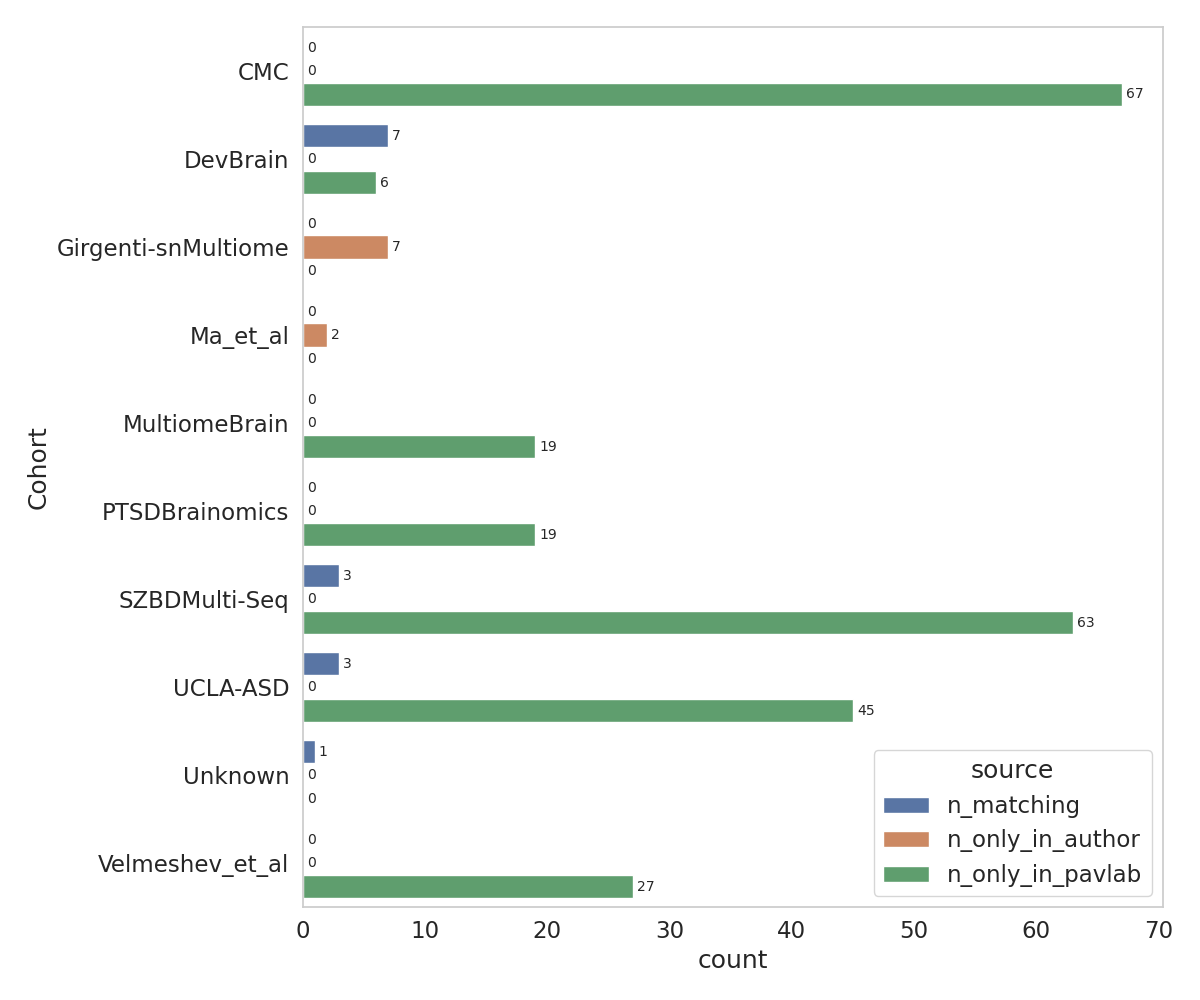 Cohort
CMC
0
0
67
DevBrain
7
0
6
Girgenti-snMultiome
0
7
0
Ma_et_al
0
2
0
MultiomeBrain
0
0
19
PTSDBrainomics
0
0
19
SZBDMulti-Seq
3
0
63
UCLA-ASD
3
0
45
Unknown
1
0
0
Velmeshev_et_al
0
0
27
source
n_matching
n_only_in_author
n_only_in_pavlab
0 10 20 30 40 50 60 70
count